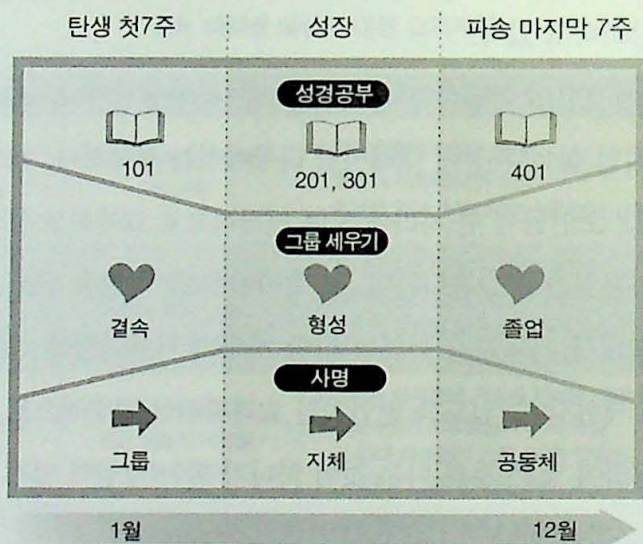 탄생 첫7주 성장 파송 마지막 7주
성경공부
101 201, 301 401
그룹 세우기
결속 형성 졸업
사명
그룹 지체 공동체
1월 12월